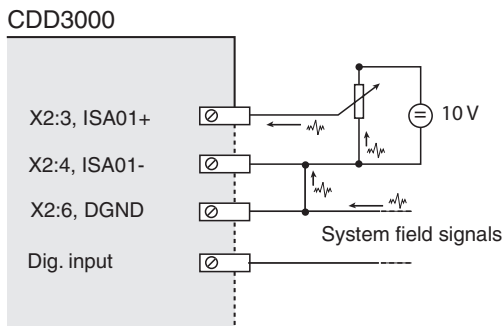 CDD3000
X2:3, ISA01+
10 V
X2:4, ISA01-
X2:6, DGND
System field signals
Dig. input